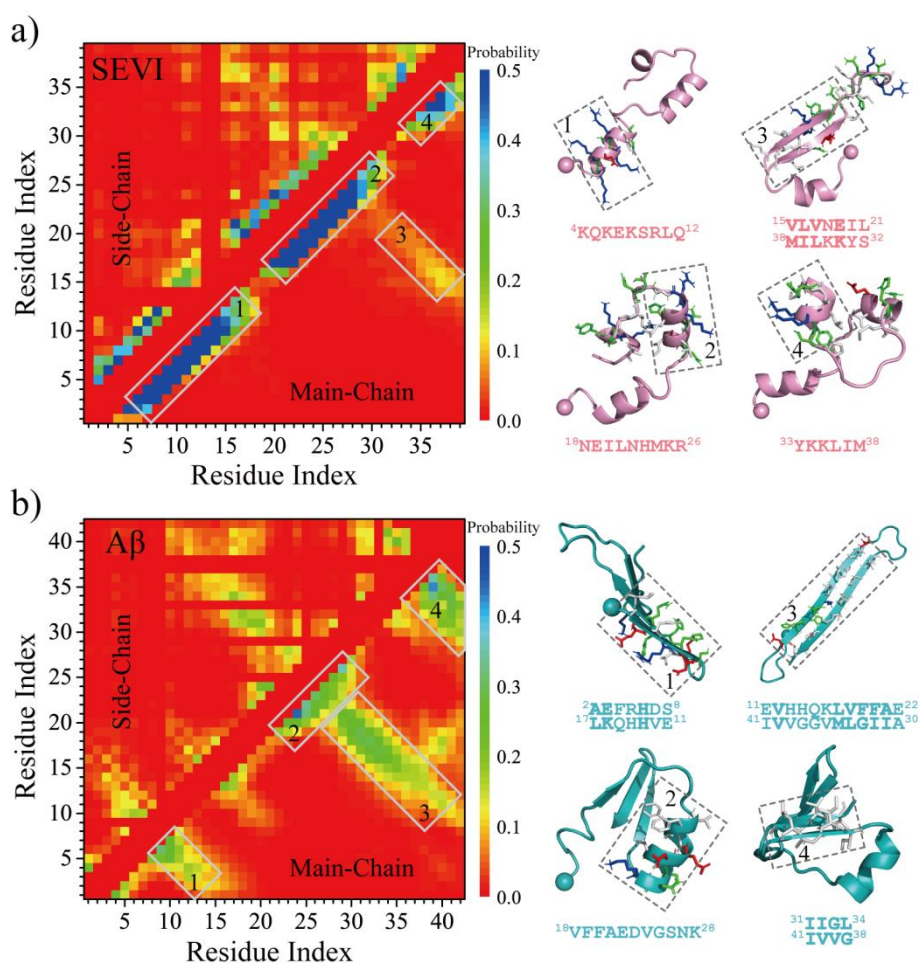 a)
SEVI
Side-Chain
Main-Chain
Residue Index
Residue Index
5 10 15 20 25 30 35
5 10 15 20 25 30 35
1
2
3
4
Probability
0.5
0.4
0.3
0.2
0.1
0.0
1
⁴KQKEKSRLQ¹²
3
¹⁵VLVNEIL²¹
³⁸MILKKYS³²
2
¹⁸NEILNHMKR²⁶
4
³³YKKLIM³⁸
b)
Aβ
Side-Chain
Main-Chain
Residue Index
Residue Index
5 10 15 20 25 30 35 40
5 10 15 20 25 30 35 40
1
2
3
4
Probability
0.5
0.4
0.3
0.2
0.1
0.0
1
²AEFRHDS⁸
¹⁷LKQHHVE¹¹
3
¹¹EVHHQKLVFFAE²²
⁴¹IVVGGVMLGIIA³⁰
2
¹⁸VFFAEDVGSNK²⁸
4
³¹IIGL³⁴
⁴¹IVVG³⁸